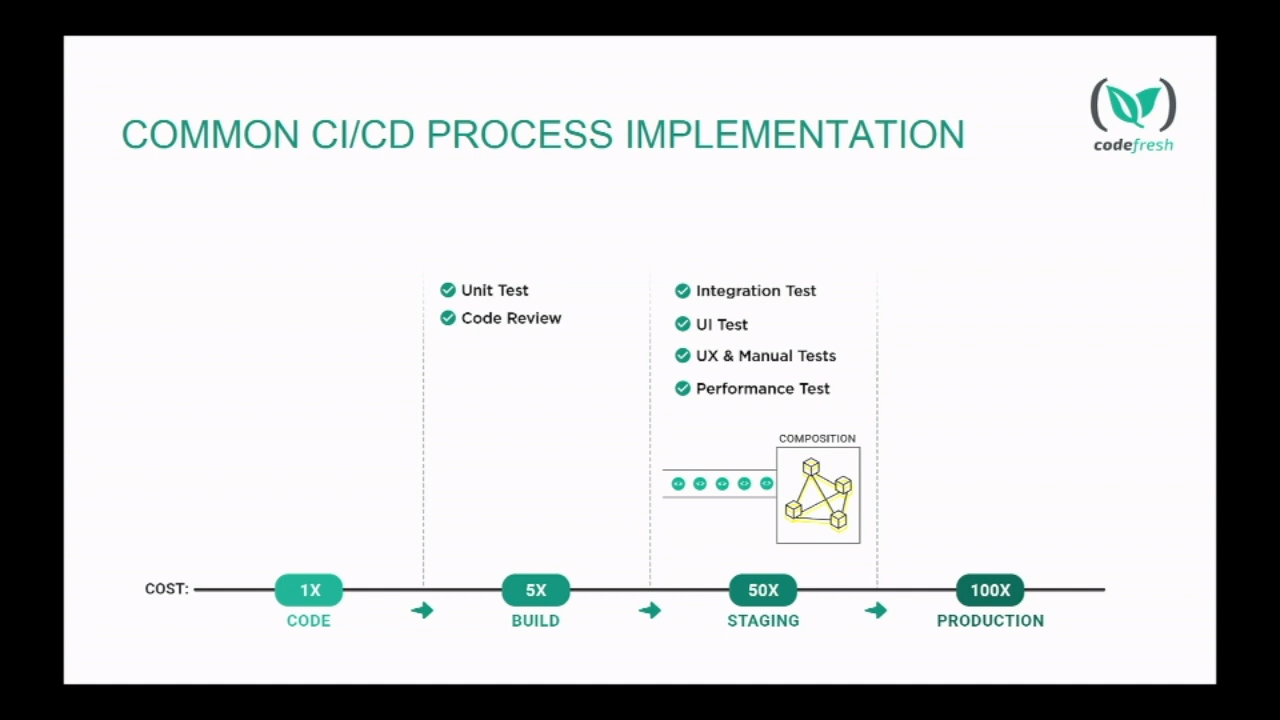 COMMON CI/CD PROCESS IMPLEMENTATION
codefresh
Unit Test
Code Review
Integration Test
UI Test
UX & Manual Tests
Performance Test
COMPOSITION
COST:
1X
5X
50X
100X
CODE
BUILD
STAGING
PRODUCTION